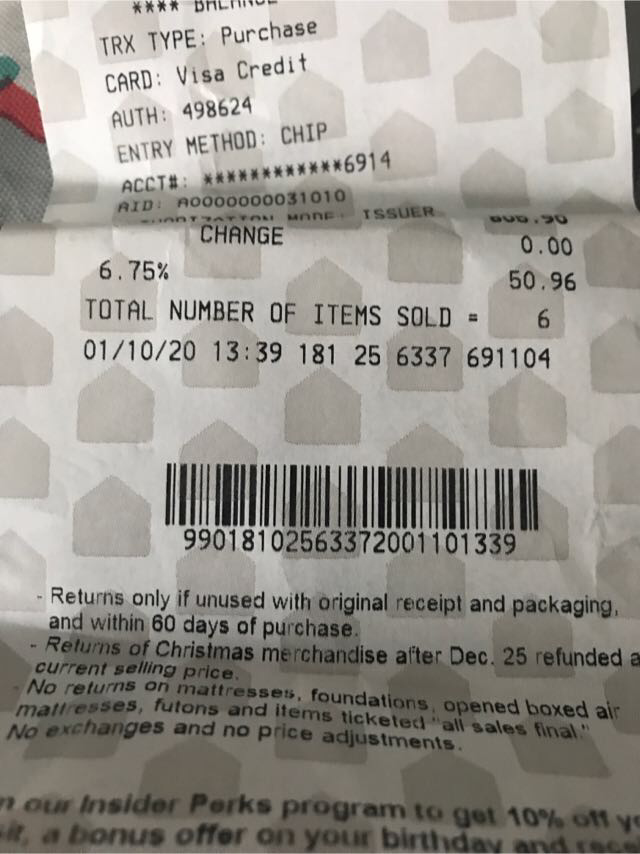 **** BALANCE
TRX TYPE: Purchase
CARD: Visa Credit
AUTH: 498624
ENTRY METHOD: CHIP
ACCT#: ************6914
AID: A0000000031010
MODE: ISSUER
CHANGE 0.00
6.75% 50.96
TOTAL NUMBER OF ITEMS SOLD = 6
01/10/20 13:39 181 25 6337 691104
99018102563372001101339
- Returns only if unused with original receipt and packaging,
and within 60 days of purchase.
- Returns of Christmas merchandise after Dec. 25 refunded a
current selling price.
- No returns on mattresses, foundations, opened boxed air
mattresses, futons and items ticketed "all sales final."
No exchanges and no price adjustments.
our Insider Perks program to get 10% off
a bonus offer on your birthday and